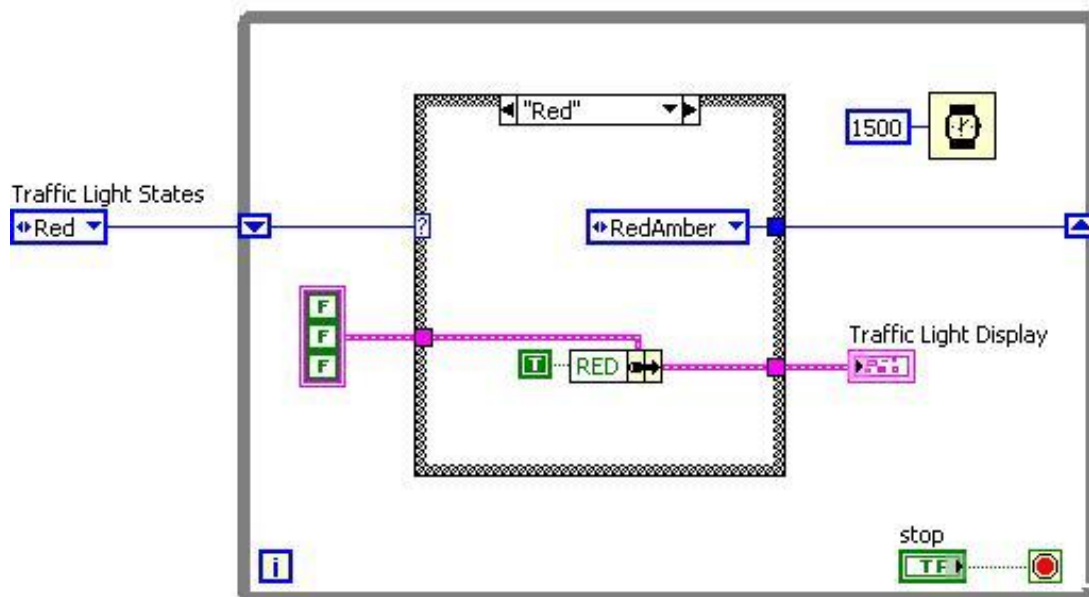 "Red"
1500
Traffic Light States
Red
RedAmber
?
F
F
F
Traffic Light Display
T
RED
stop
TF
i